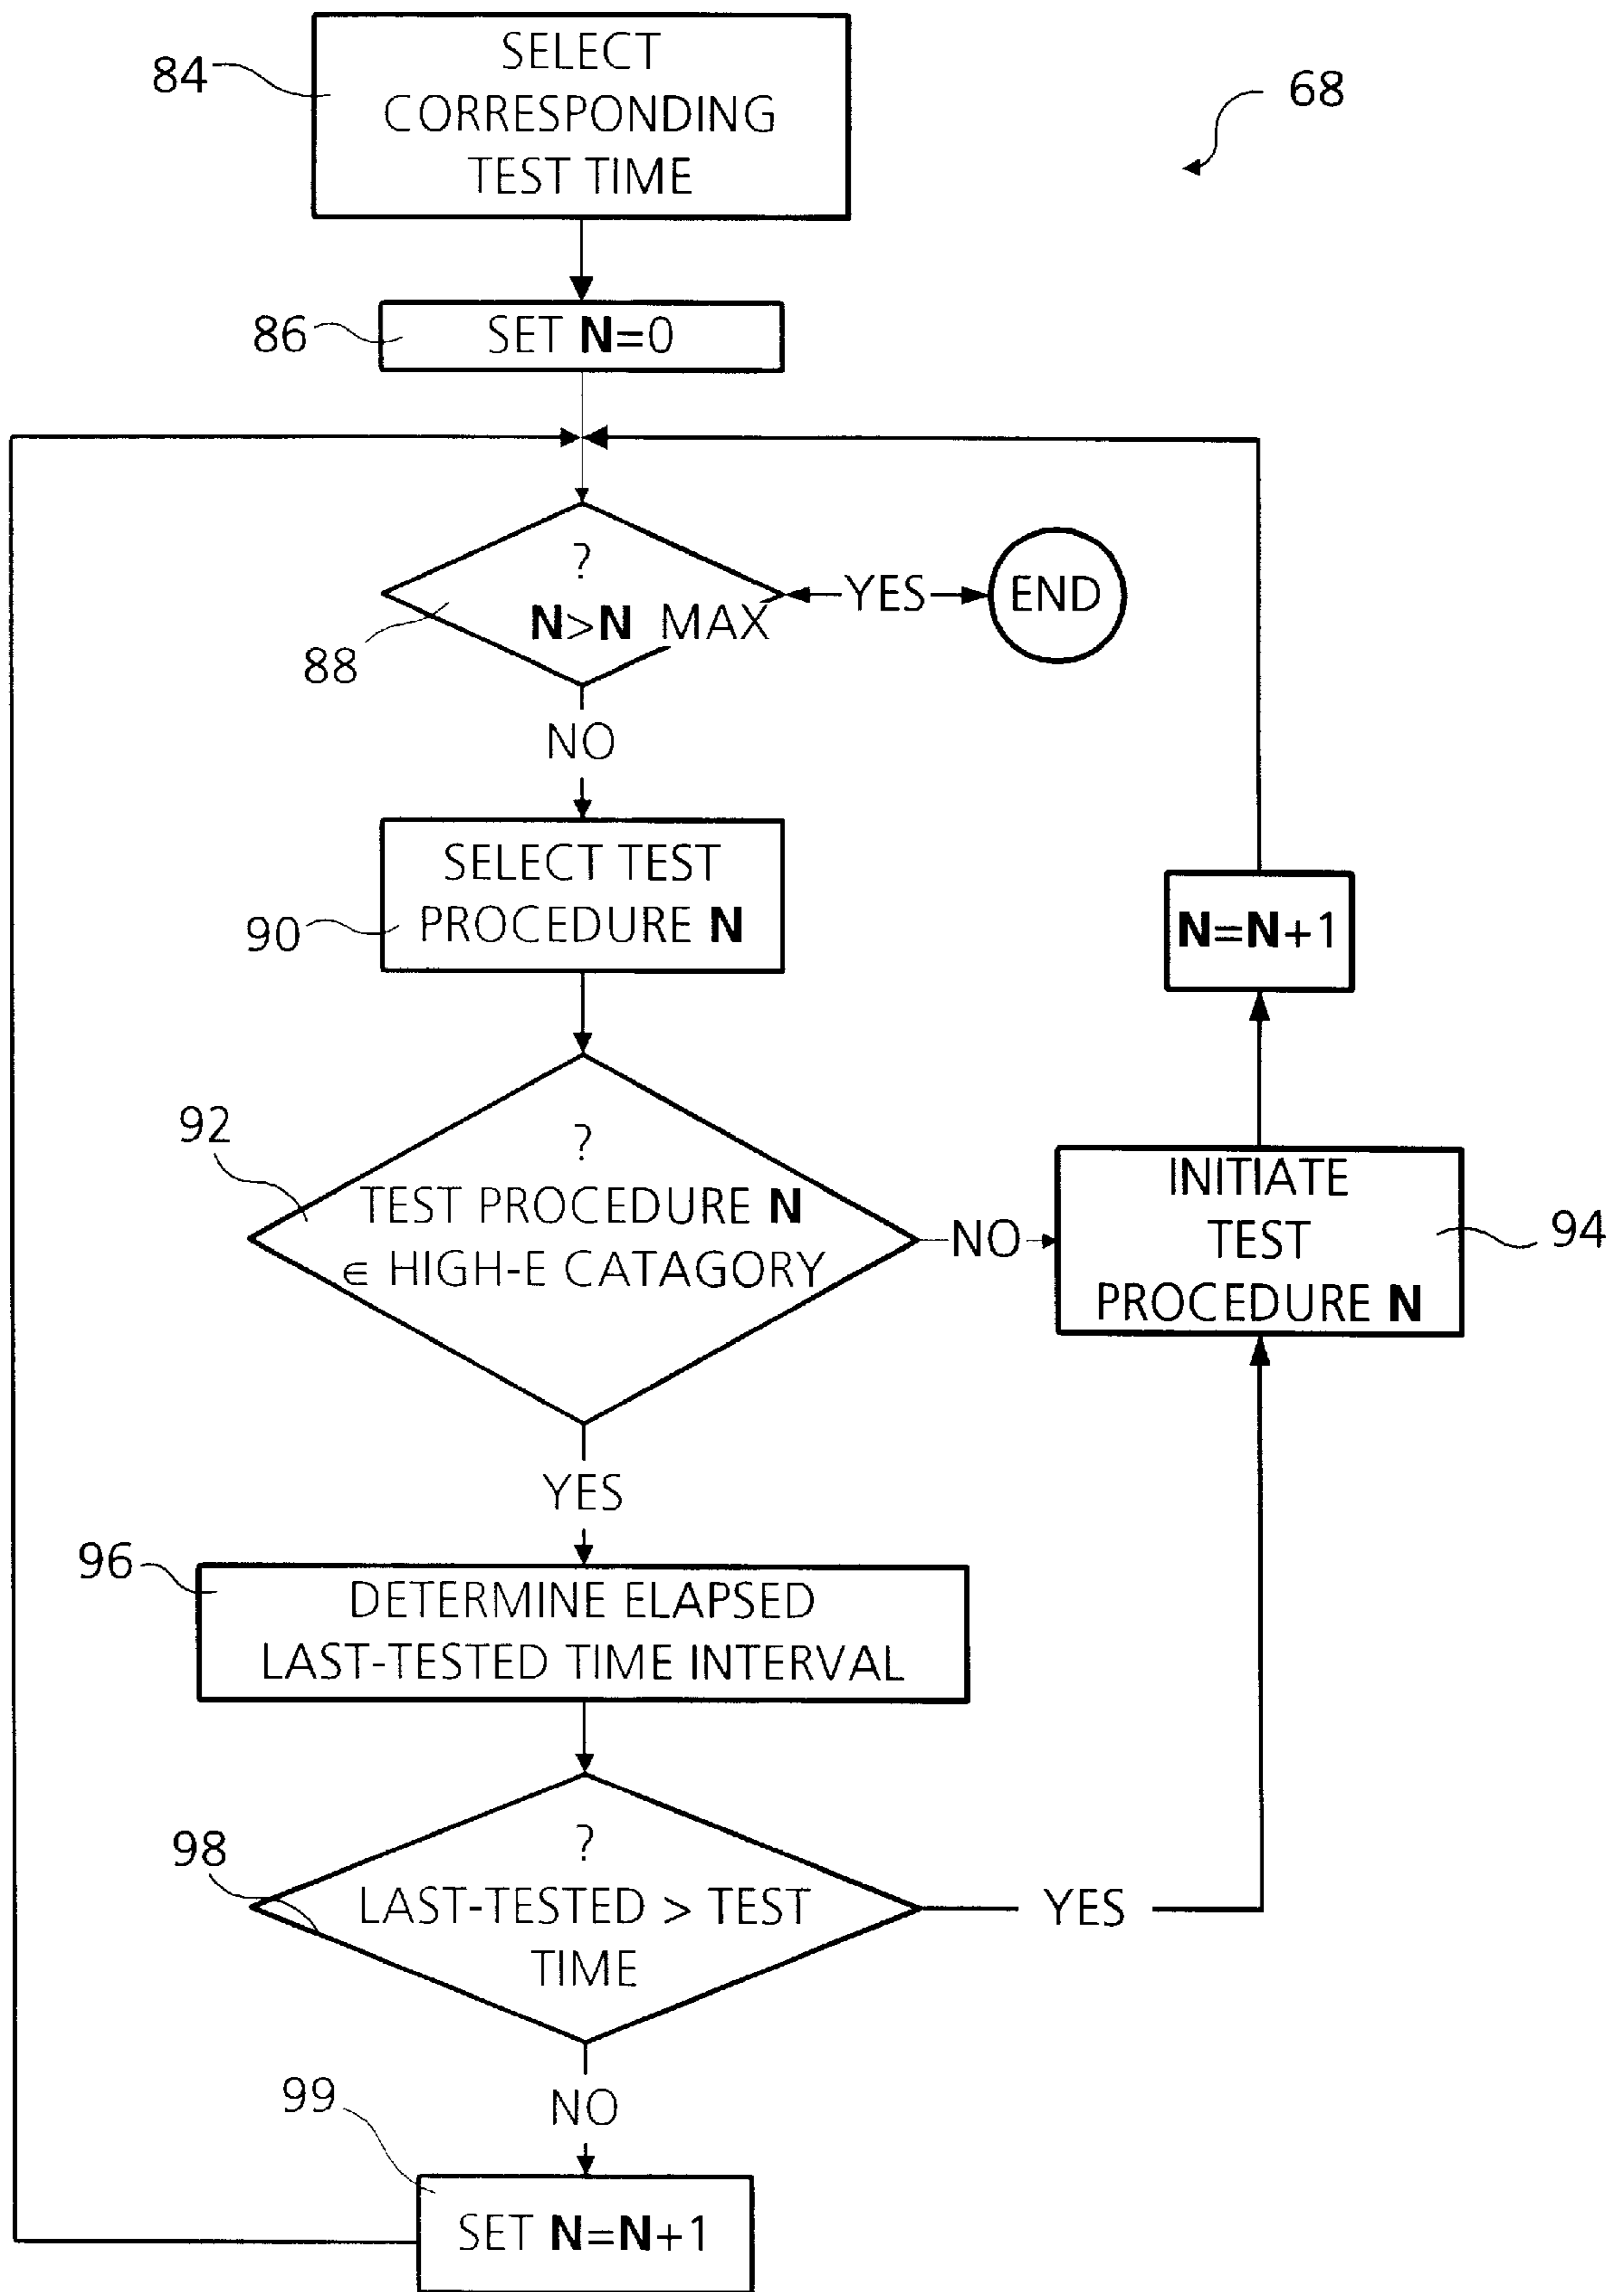 84
SELECT
CORRESPONDING
TEST TIME
68
86
SET N=0
?
N>N MAX
YES
END
88
NO
SELECT TEST
PROCEDURE N
90
N=N+1
92
?
TEST PROCEDURE N
∈ HIGH-E CATAGORY
NO
INITIATE
TEST
PROCEDURE N
94
YES
96
DETERMINE ELAPSED
LAST-TESTED TIME INTERVAL
98
?
LAST-TESTED > TEST
TIME
YES
NO
99
SET N=N+1